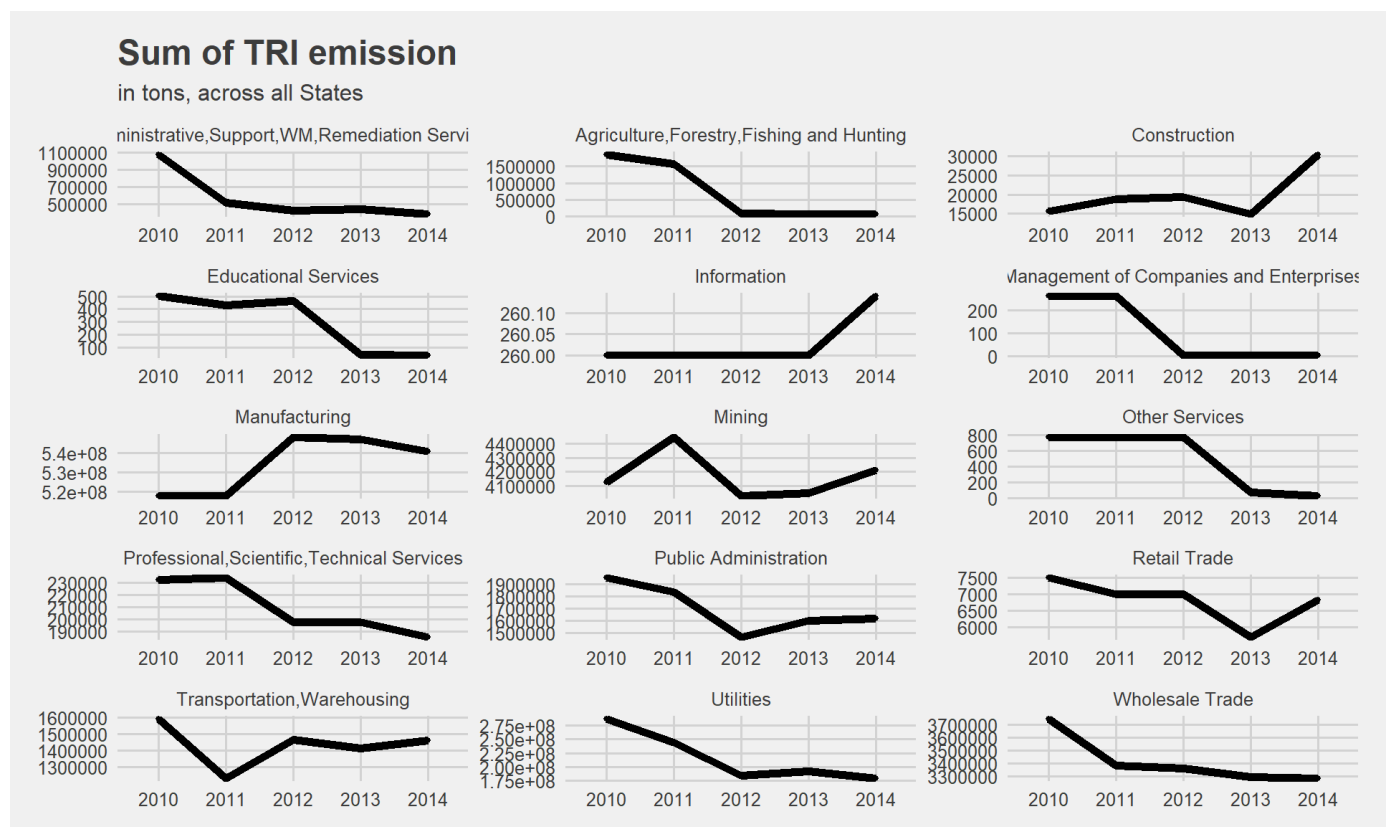 Sum of TRI emission
in tons, across all States
ministrative,Support,WM,Remediation Servi
1100000
900000
700000
500000
2010 2011 2012 2013 2014
Agriculture,Forestry,Fishing and Hunting
1500000
1000000
500000
0
2010 2011 2012 2013 2014
Construction
30000
25000
20000
15000
2010 2011 2012 2013 2014
Educational Services
500
400
300
200
100
2010 2011 2012 2013 2014
Information
260.10
260.05
260.00
2010 2011 2012 2013 2014
Management of Companies and Enterprises
200
100
0
2010 2011 2012 2013 2014
Manufacturing
5.4e+08
5.3e+08
5.2e+08
2010 2011 2012 2013 2014
Mining
4400000
4300000
4200000
4100000
2010 2011 2012 2013 2014
Other Services
800
600
400
200
0
2010 2011 2012 2013 2014
Professional,Scientific,Technical Services
230000
220000
210000
200000
190000
2010 2011 2012 2013 2014
Public Administration
1900000
1800000
1700000
1600000
1500000
2010 2011 2012 2013 2014
Retail Trade
7500
7000
6500
6000
2010 2011 2012 2013 2014
Transportation,Warehousing
1600000
1500000
1400000
1300000
2010 2011 2012 2013 2014
Utilities
2.75e+08
2.50e+08
2.25e+08
2.00e+08
1.75e+08
2010 2011 2012 2013 2014
Wholesale Trade
3700000
3600000
3500000
3400000
3300000
2010 2011 2012 2013 2014